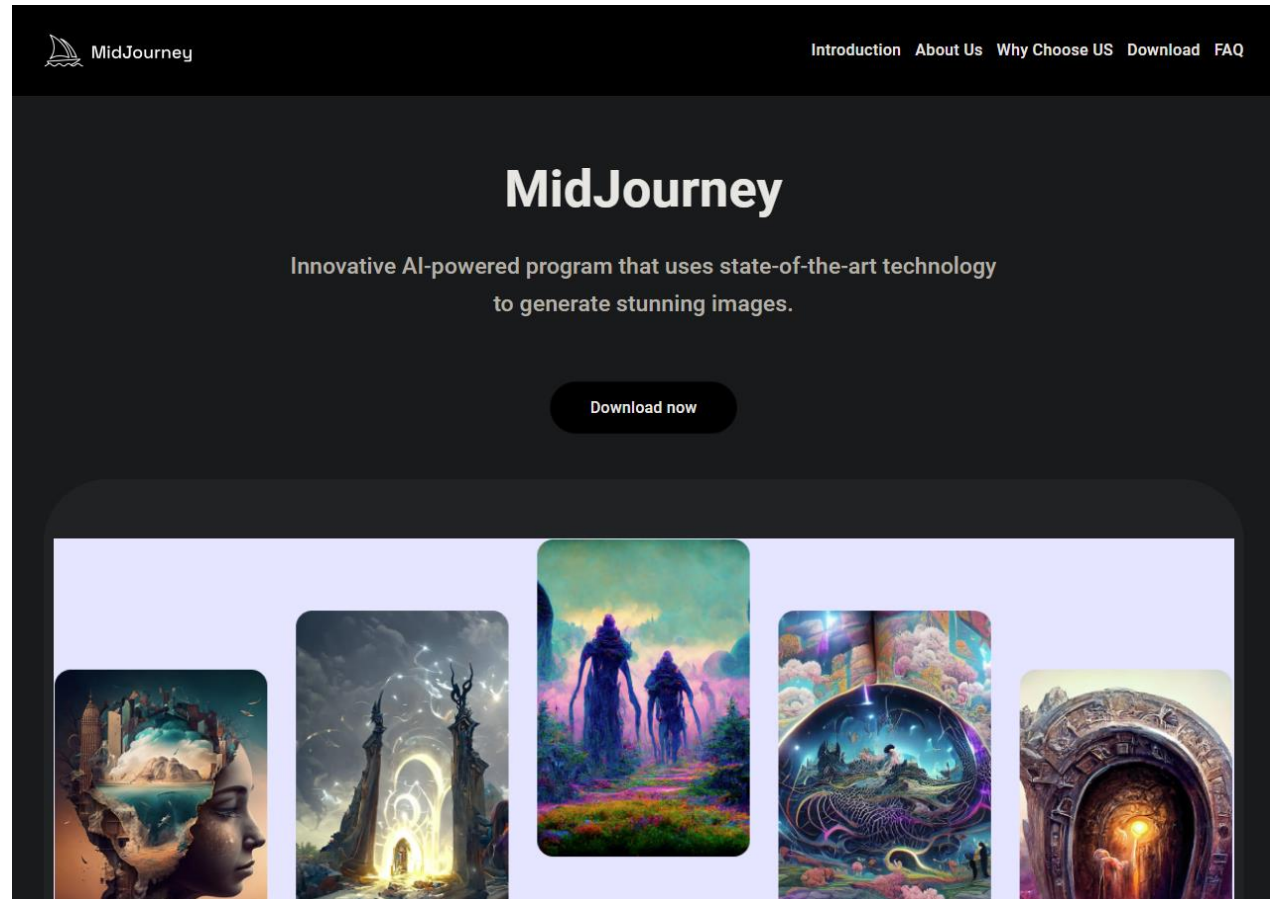 MidJourney
Introduction About Us Why Choose US Download FAQ
MidJourney
Innovative AI-powered program that uses state-of-the-art technology
to generate stunning images.
Download now